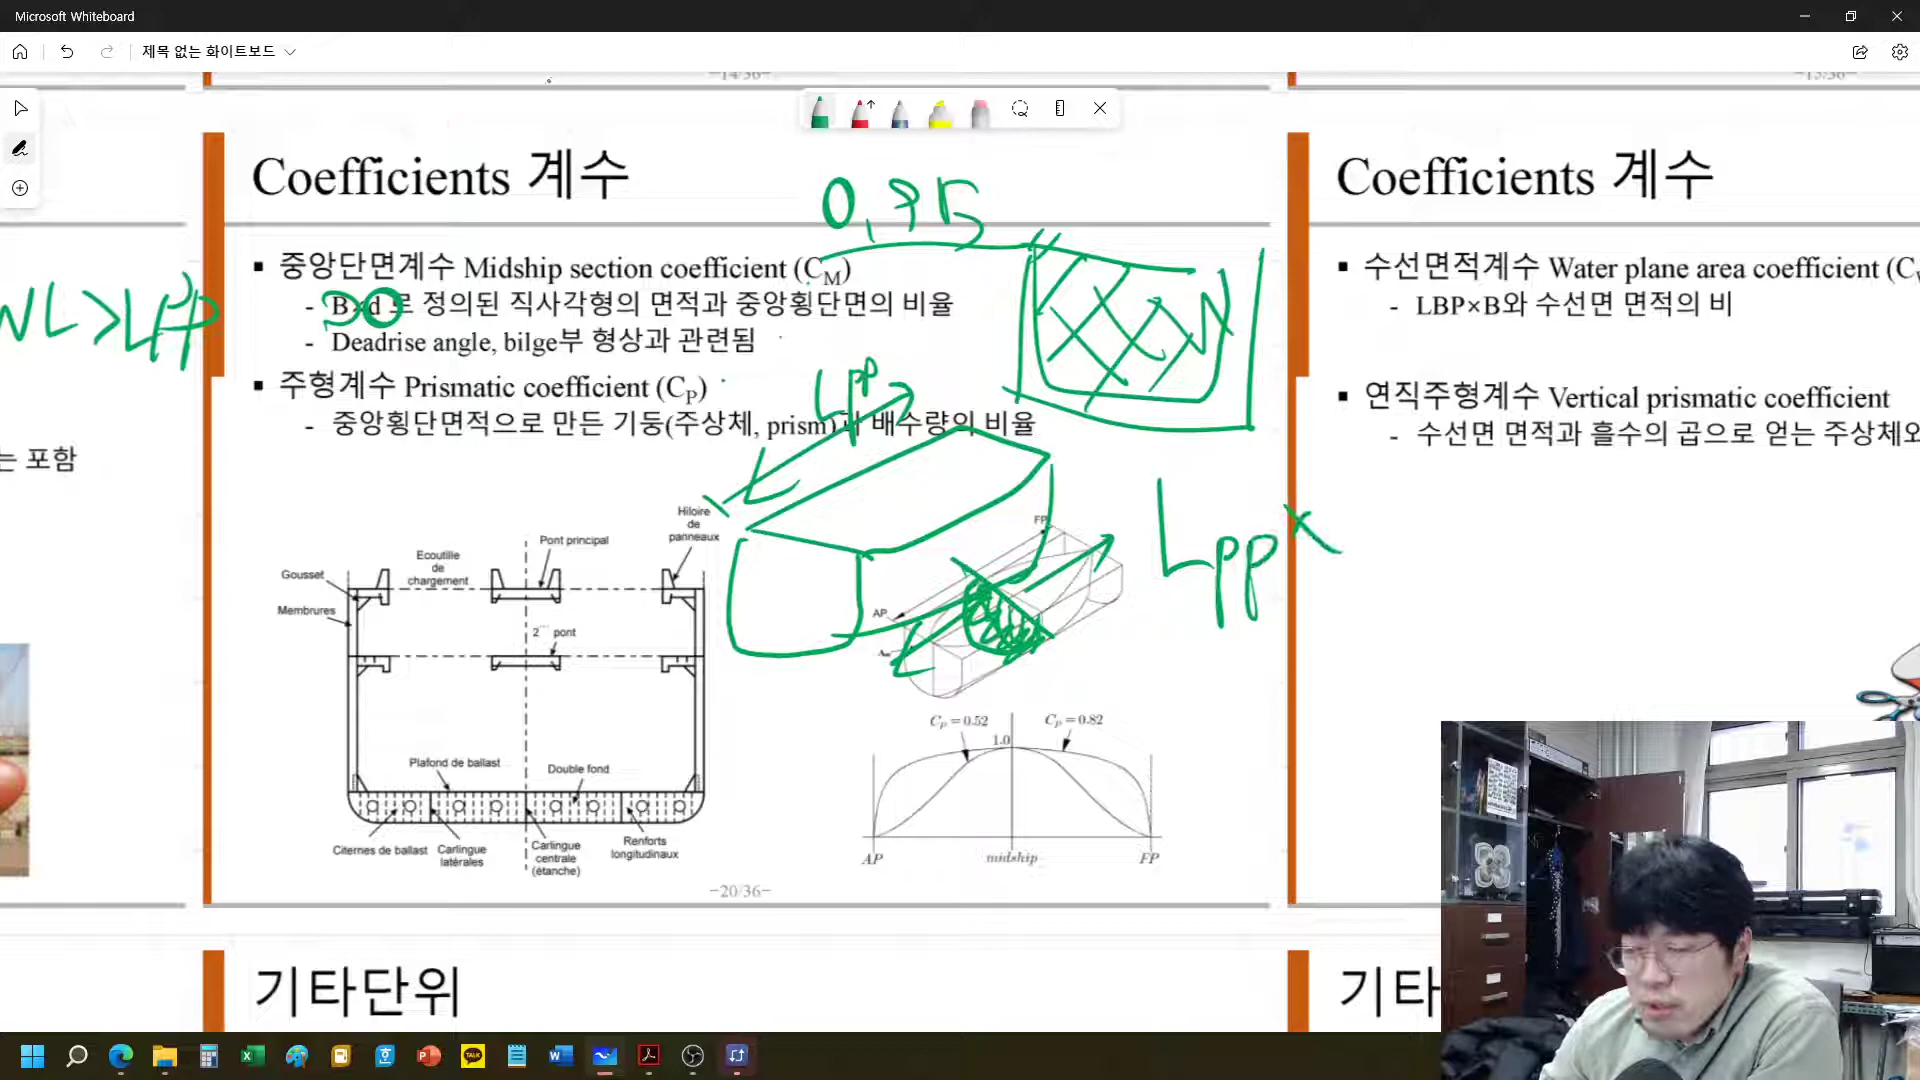 Microsoft Whiteboard
제목 없는 화이트보드
-14/36-
-15/36-
Coefficients 계수
0.95
▪ 중앙단면계수 Midship section coefficient (CM)
- B×d 로 정의된 직사각형의 면적과 중앙횡단면의 비율
- Deadrise angle, bilge부 형상과 관련됨
▪ 주형계수 Prismatic coefficient (CP)
- 중앙횡단면적으로 만든 기둥(주상체, prism)과 배수량의 비율
WL>LPP
는 포함
Lpp
Lpp×
Hiloire
de
panneaux
Pont principal
Ecoutille
de
chargement
Gousset
Membrures
2 pont
Plafond de ballast
Double fond
Citernes de ballast
Carlingue
latérales
Carlingue
centrale
(étanche)
Renforts
longitudinaux
FP
AP
Cp=0.52
Cp=0.82
1.0
AP
midship
FP
-20/36-
Coefficients 계수
▪ 수선면적계수 Water plane area coefficient (C
- LBP×B와 수선면 면적의 비
▪ 연직주형계수 Vertical prismatic coefficient
- 수선면 면적과 흘수의 곱으로 얻는 주상체와
기타단위
기타